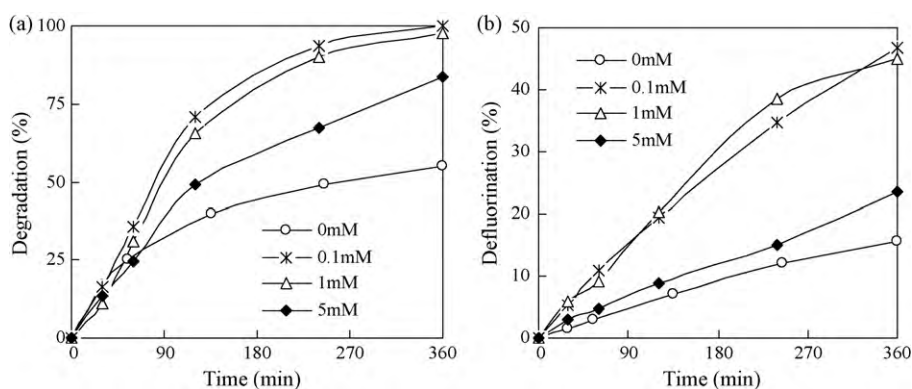 (a)
100
75
50
25
0
Degradation (%)
0mM
0.1mM
1mM
5mM
0 90 180 270 360
Time (min)
(b)
50
40
30
20
10
0
Defluorination (%)
0mM
0.1mM
1mM
5mM
0 90 180 270 360
Time (min)